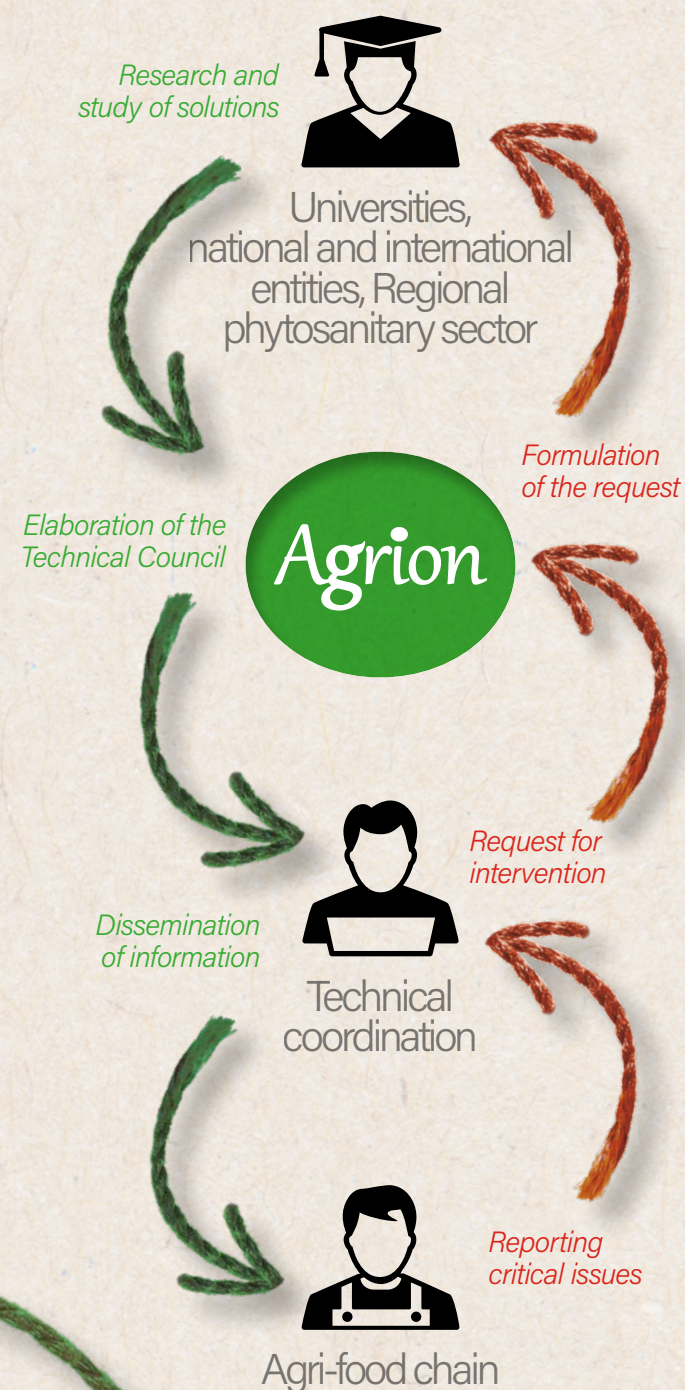 Research and
study of solutions
Universities,
national and international
entities, Regional
phytosanitary sector
Formulation
of the request
Elaboration of the
Technical Council
Agrion
Request for
intervention
Dissemination
of information
Technical
coordination
Reporting
critical issues
Agri-food chain